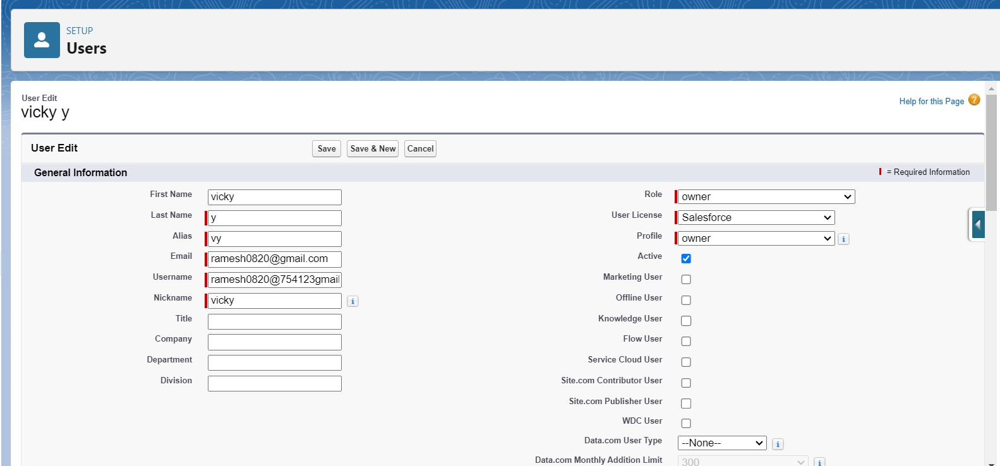 SETUP
Users
User Edit
vicky y
Help for this Page ?
User Edit
Save
Save & New
Cancel
General Information
= Required Information
First Name vicky
Last Name y
Alias vy
Email ramesh0820@gmail.com
Username ramesh0820@754123gmail
Nickname vicky i
Title
Company
Department
Division
Role owner
User License Salesforce
Profile owner i
Active
Marketing User
Offline User
Knowledge User
Flow User
Service Cloud User
Site.com Contributor User
Site.com Publisher User
WDC User
Data.com User Type --None-- i
Data.com Monthly Addition Limit 300 i